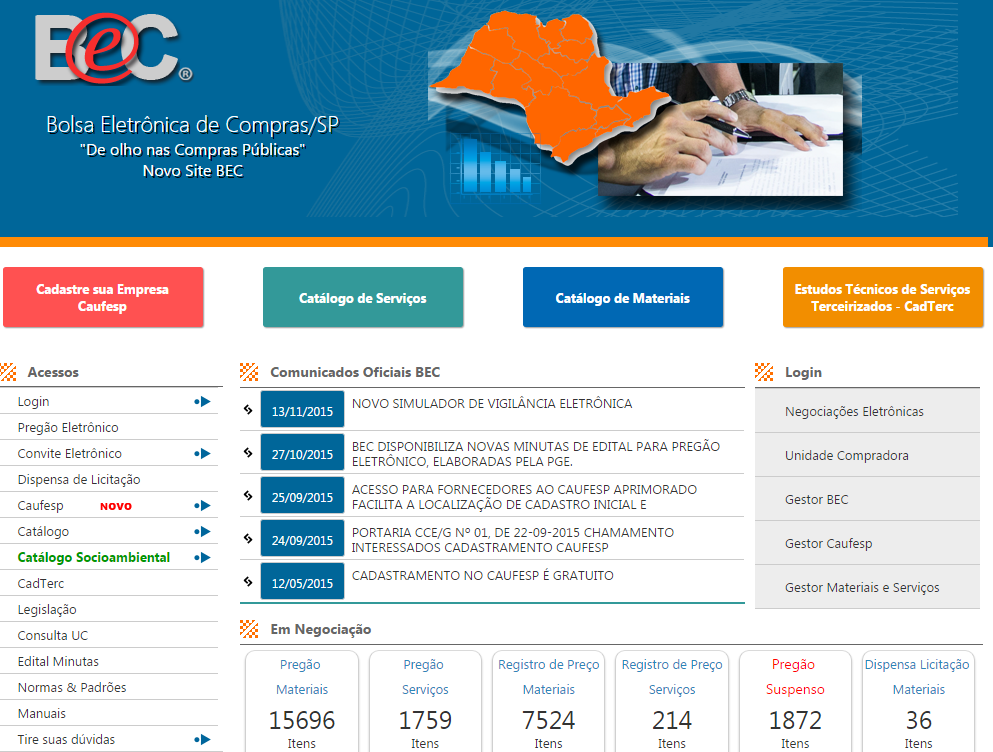 BeC®
Bolsa Eletrônica de Compras/SP
"De olho nas Compras Públicas"
Novo Site BEC
Cadastre sua Empresa
Caufesp
Catálogo de Serviços
Catálogo de Materiais
Estudos Técnicos de Serviços
Terceirizados - CadTerc
Acessos
Login
Pregão Eletrônico
Convite Eletrônico
Dispensa de Licitação
Caufesp NOVO
Catálogo
Catálogo Socioambiental
CadTerc
Legislação
Consulta UC
Edital Minutas
Normas & Padrões
Manuais
Tire suas dúvidas
Comunicados Oficiais BEC
13/11/2015 NOVO SIMULADOR DE VIGILÂNCIA ELETRÔNICA
27/10/2015 BEC DISPONIBILIZA NOVAS MINUTAS DE EDITAL PARA PREGÃO
ELETRÔNICO, ELABORADAS PELA PGE.
25/09/2015 ACESSO PARA FORNECEDORES AO CAUFESP APRIMORADO
FACILITA A LOCALIZAÇÃO DE CADASTRO INICIAL E
24/09/2015 PORTARIA CCE/G Nº 01, DE 22-09-2015 CHAMAMENTO
INTERESSADOS CADASTRAMENTO CAUFESP
12/05/2015 CADASTRAMENTO NO CAUFESP É GRATUITO
Login
Negociações Eletrônicas
Unidade Compradora
Gestor BEC
Gestor Caufesp
Gestor Materiais e Serviços
Em Negociação
Pregão
Materiais
15696
Itens
Pregão
Serviços
1759
Itens
Registro de Preço
Materiais
7524
Itens
Registro de Preço
Serviços
214
Itens
Pregão
Suspenso
1872
Itens
Dispensa Licitação
Materiais
36
Itens